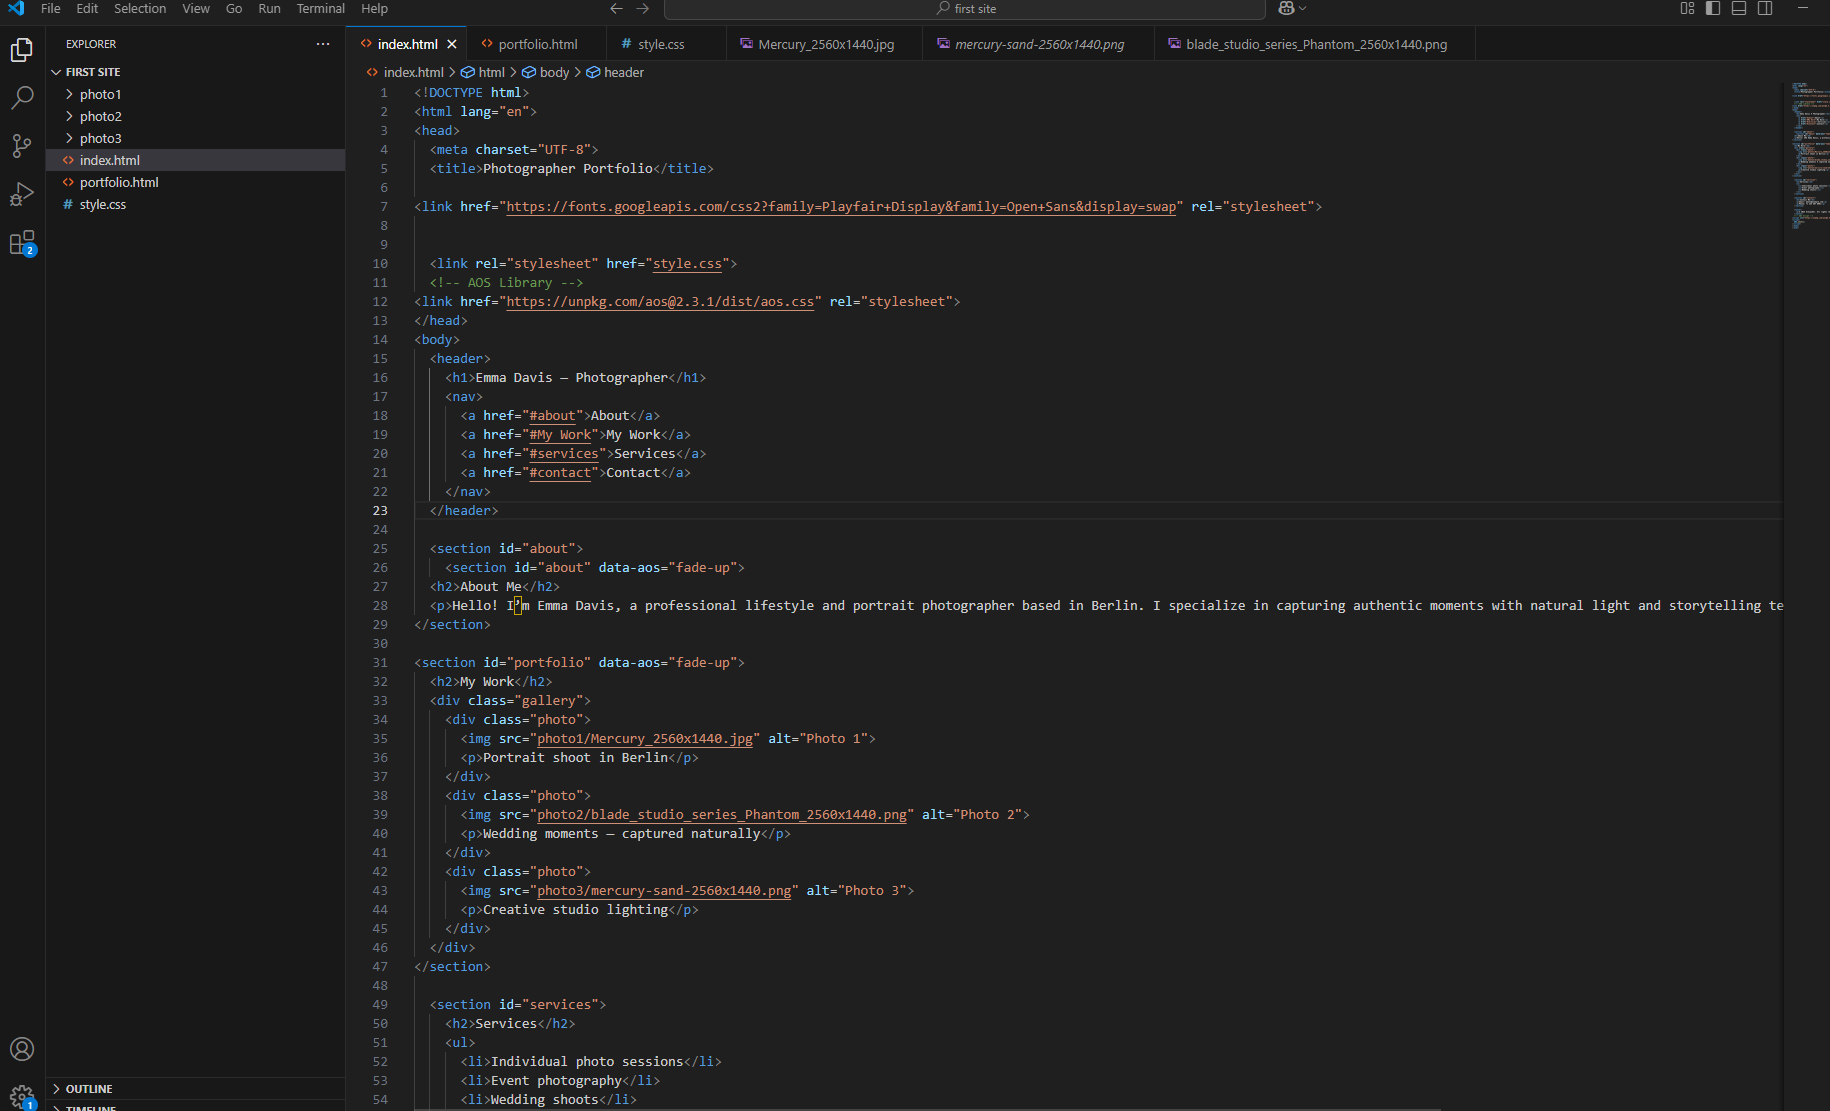 File Edit Selection View Go Run Terminal Help
first site
EXPLORER
FIRST SITE
photo1
photo2
photo3
index.html
portfolio.html
style.css
2
1
OUTLINE
TIMELINE
index.html portfolio.html style.css Mercury_2560x1440.jpg mercury-sand-2560x1440.png blade_studio_series_Phantom_2560x1440.png
index.html > html > body > header
1 <!DOCTYPE html>
2 <html lang="en">
3 <head>
4 <meta charset="UTF-8">
5 <title>Photographer Portfolio</title>
6
7 <link href="https://fonts.googleapis.com/css2?family=Playfair+Display&family=Open+Sans&display=swap" rel="stylesheet">
8
9
10 <link rel="stylesheet" href="style.css">
11 <!-- AOS Library -->
12 <link href="https://unpkg.com/aos@2.3.1/dist/aos.css" rel="stylesheet">
13 </head>
14 <body>
15 <header>
16 <h1>Emma Davis – Photographer</h1>
17 <nav>
18 <a href="#about">About</a>
19 <a href="#My Work">My Work</a>
20 <a href="#services">Services</a>
21 <a href="#contact">Contact</a>
22 </nav>
23 </header>
24
25 <section id="about">
26 <section id="about" data-aos="fade-up">
27 <h2>About Me</h2>
28 <p>Hello! I’m Emma Davis, a professional lifestyle and portrait photographer based in Berlin. I specialize in capturing authentic moments with natural light and storytelling te
29 </section>
30
31 <section id="portfolio" data-aos="fade-up">
32 <h2>My Work</h2>
33 <div class="gallery">
34 <div class="photo">
35 <img src="photo1/Mercury_2560x1440.jpg" alt="Photo 1">
36 <p>Portrait shoot in Berlin</p>
37 </div>
38 <div class="photo">
39 <img src="photo2/blade_studio_series_Phantom_2560x1440.png" alt="Photo 2">
40 <p>Wedding moments – captured naturally</p>
41 </div>
42 <div class="photo">
43 <img src="photo3/mercury-sand-2560x1440.png" alt="Photo 3">
44 <p>Creative studio lighting</p>
45 </div>
46 </div>
47 </section>
48
49 <section id="services">
50 <h2>Services</h2>
51 <ul>
52 <li>Individual photo sessions</li>
53 <li>Event photography</li>
54 <li>Wedding shoots</li>